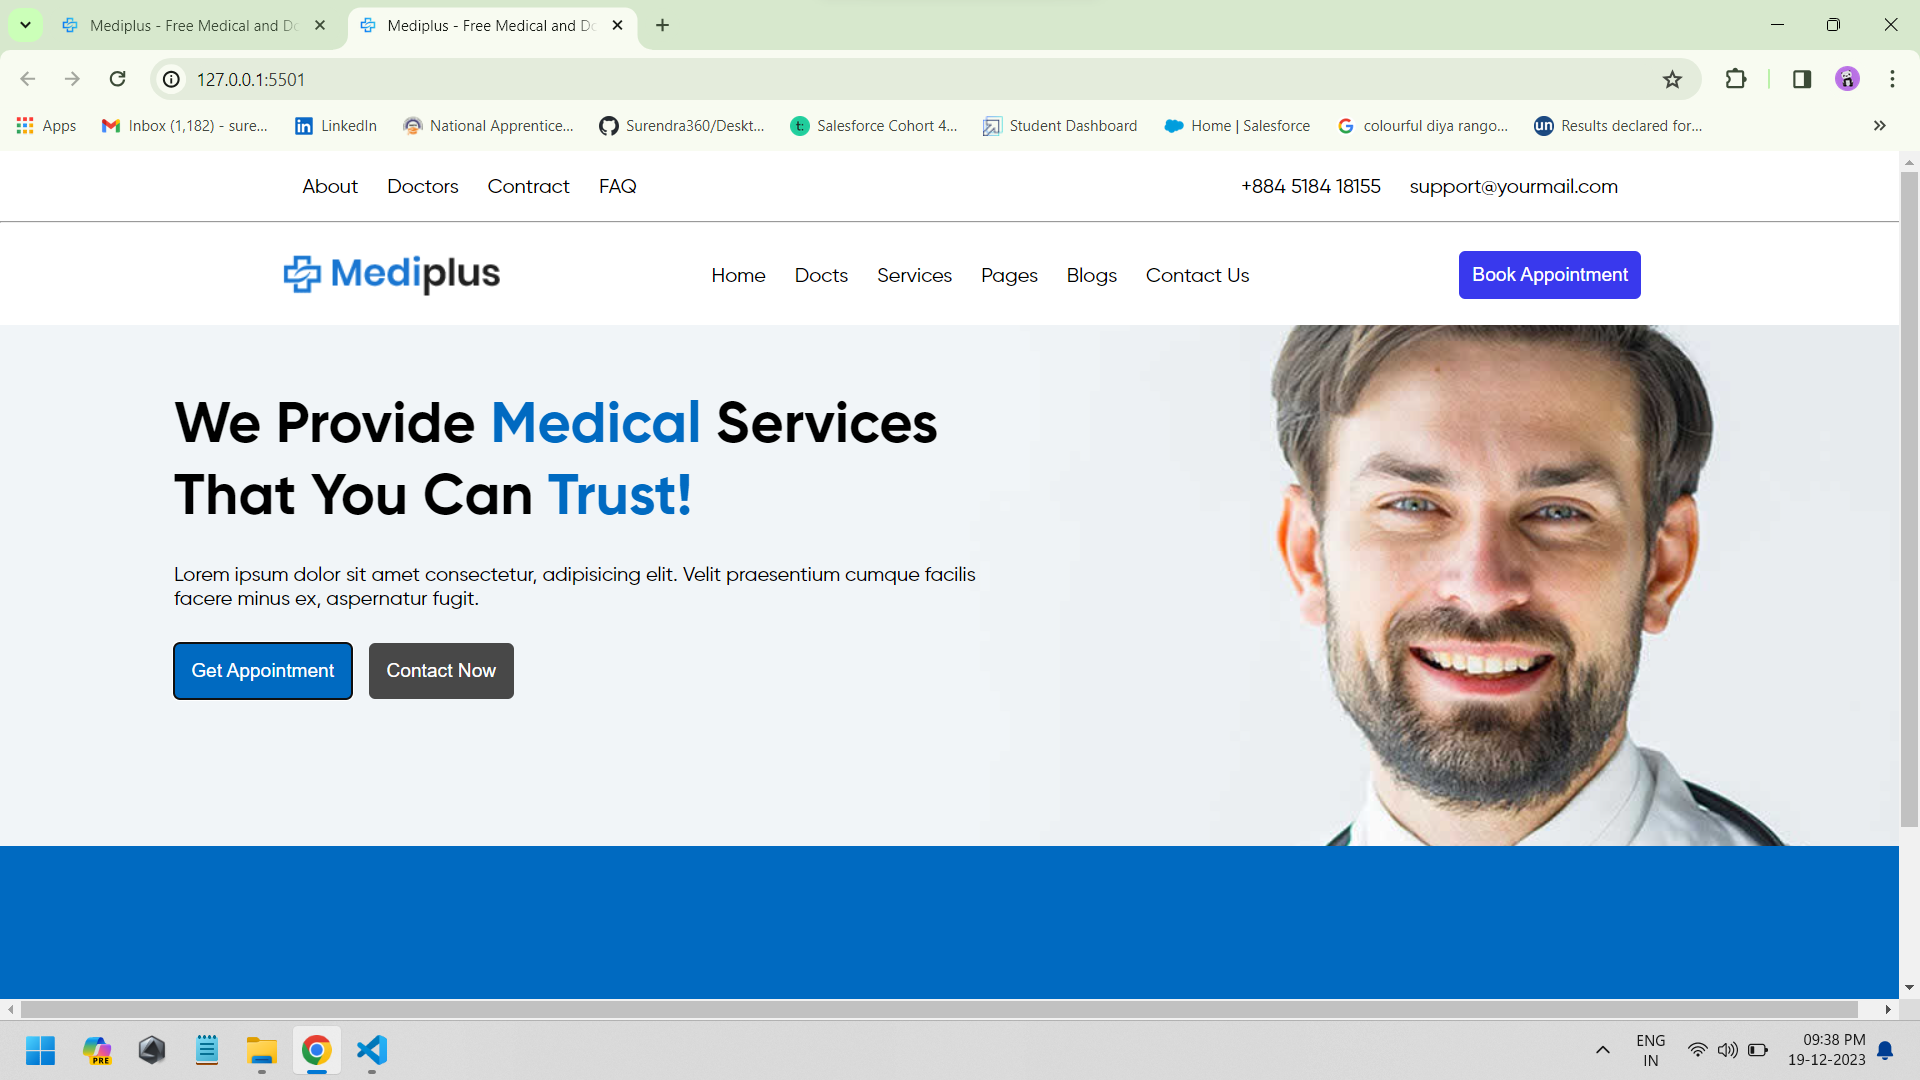 Mediplus - Free Medical and Do
Mediplus - Free Medical and Do
127.0.0.1:5501
Apps
Inbox (1,182) - sure...
LinkedIn
National Apprentice...
Surendra360/Deskt...
Salesforce Cohort 4...
Student Dashboard
Home | Salesforce
colourful diya rango...
un
Results declared for...
About
Doctors
Contract
FAQ
+884 5184 18155
support@yourmail.com
Mediplus
Home
Docts
Services
Pages
Blogs
Contact Us
Book Appointment
We Provide Medical Services
That You Can Trust!
Lorem ipsum dolor sit amet consectetur, adipisicing elit. Velit praesentium cumque facilis
facere minus ex, aspernatur fugit.
Get Appointment
Contact Now
PRE
ENG
IN
09:38 PM
19-12-2023